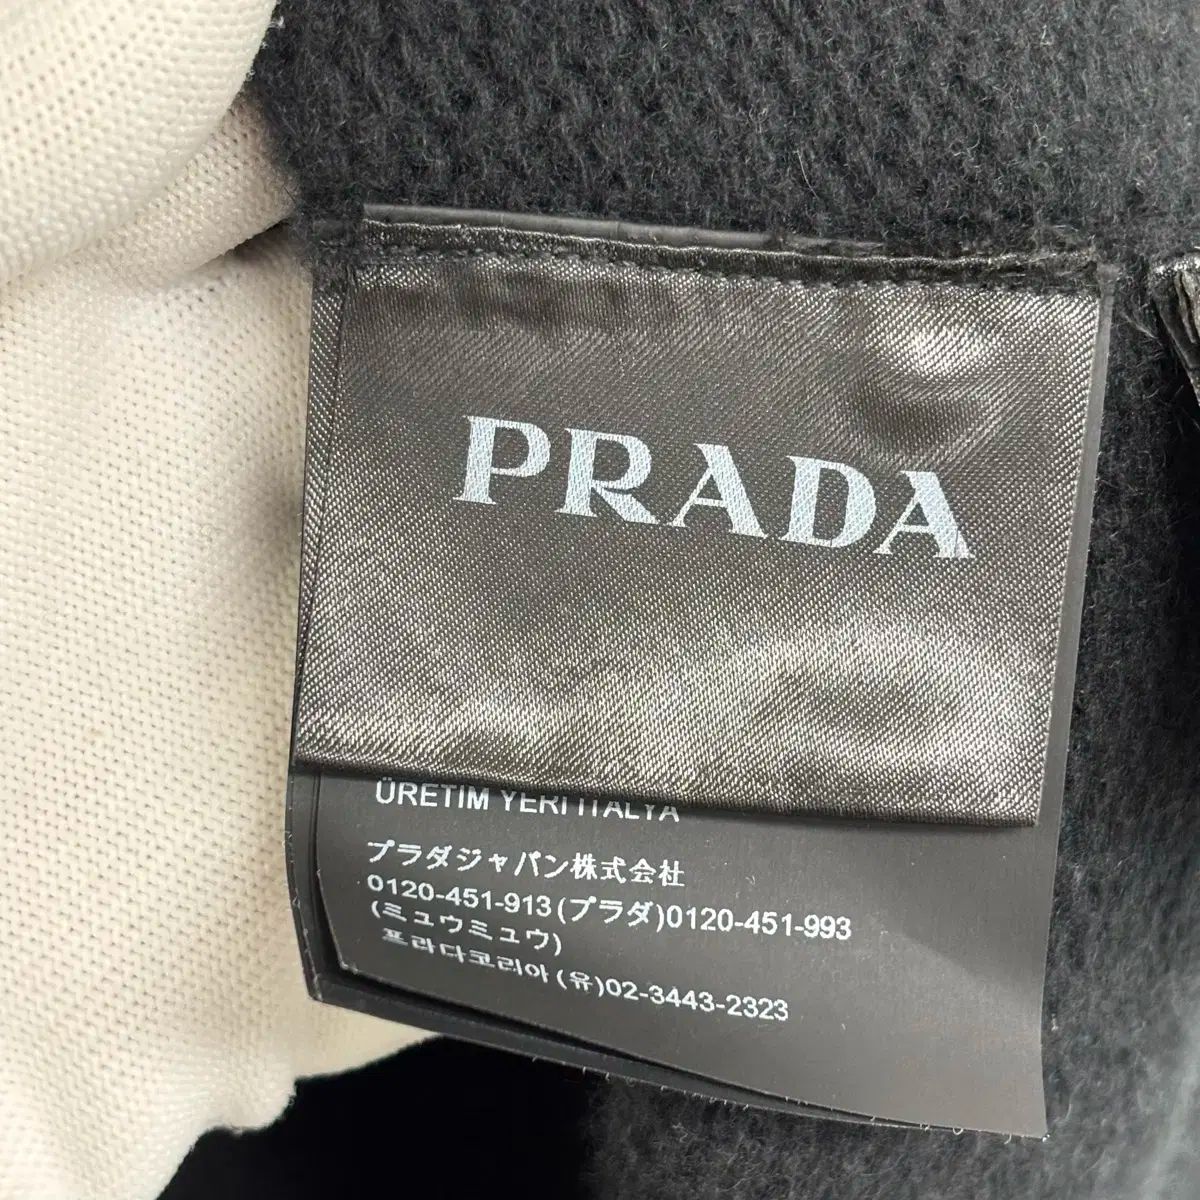 PRADA
ÜRETIM YERI ITALYA
プラダジャパン株式会社
0120-451-913(プラダ)0120-451-993
(ミュウミュウ)
프라다코리아(유)02-3443-2323